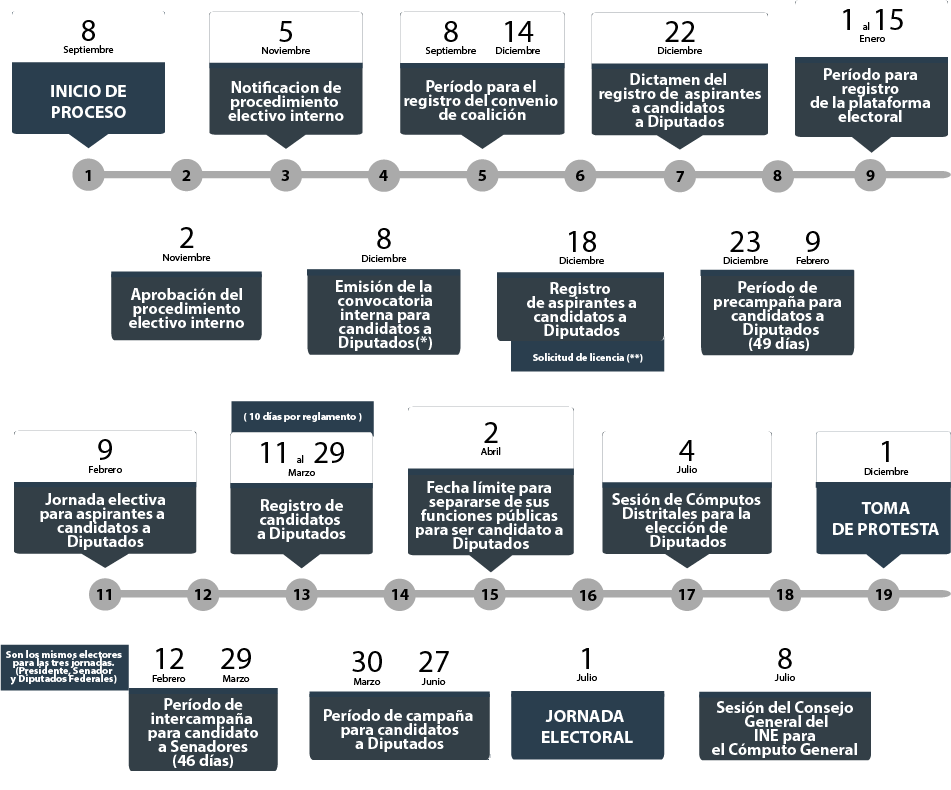 8
Septiembre
INICIO DE
PROCESO
5
Noviembre
Notificacion de
procedimiento
electivo interno
8 14
Septiembre Diciembre
Período para el
registro del convenio
de coalición
22
Diciembre
Dictamen del
registro de aspirantes
a candidatos
a Diputados
1 al 15
Enero
Período para
registro
de la plataforma
electoral
1 2 3 4 5 6 7 8 9
2
Noviembre
Aprobación del
procedimiento
electivo interno
8
Diciembre
Emisión de la
convocatoria
interna para
candidatos a
Diputados(*)
18
Diciembre
Registro
de aspirantes a
candidatos a
Diputados
Solicitud de licencia (**)
23 9
Diciembre Febrero
Período de
precampaña para
candidatos a
Diputados
(49 días)
9
Febrero
Jornada electiva
para aspirantes a
candidatos a
Diputados
( 10 días por reglamento )
11 al 29
Marzo
Registro de
candidatos
a Diputados
2
Abril
Fecha límite para
separarse de sus
funciones públicas
para ser candidato a
Diputados
4
Julio
Sesión de Cómputos
Distritales para la
elección de
Diputados
1
Diciembre
TOMA
DE PROTESTA
11 12 13 14 15 16 17 18 19
Son los mismos electores
para las tres jornadas.
(Presidente, Senador
y Diputados Federales)
12 29
Febrero Marzo
Período de
intercampaña
para candidato
a Senadores
(46 días)
30 27
Marzo Junio
Período de campaña
para candidatos
a Diputados
1
Julio
JORNADA
ELECTORAL
8
Julio
Sesión del Consejo
General del
INE para
el Cómputo General